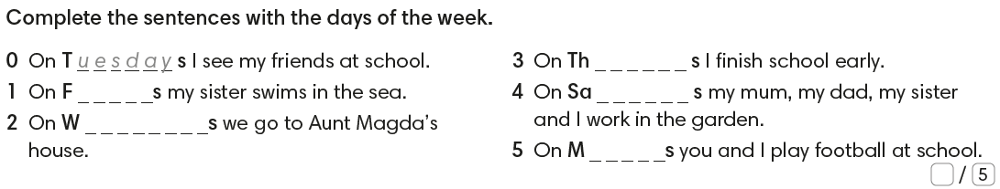 Complete the sentences with the days of the week.
0 On T u e s d a y s I see my friends at school.
1 On F _ _ _ _ _ s my sister swims in the sea.
2 On W _ _ _ _ _ _ _ _ s we go to Aunt Magda's
house.
3 On Th _ _ _ _ _ _ s I finish school early.
4 On Sa _ _ _ _ _ _ s my mum, my dad, my sister
and I work in the garden.
5 On M _ _ _ _ _ s you and I play football at school.
/ 5